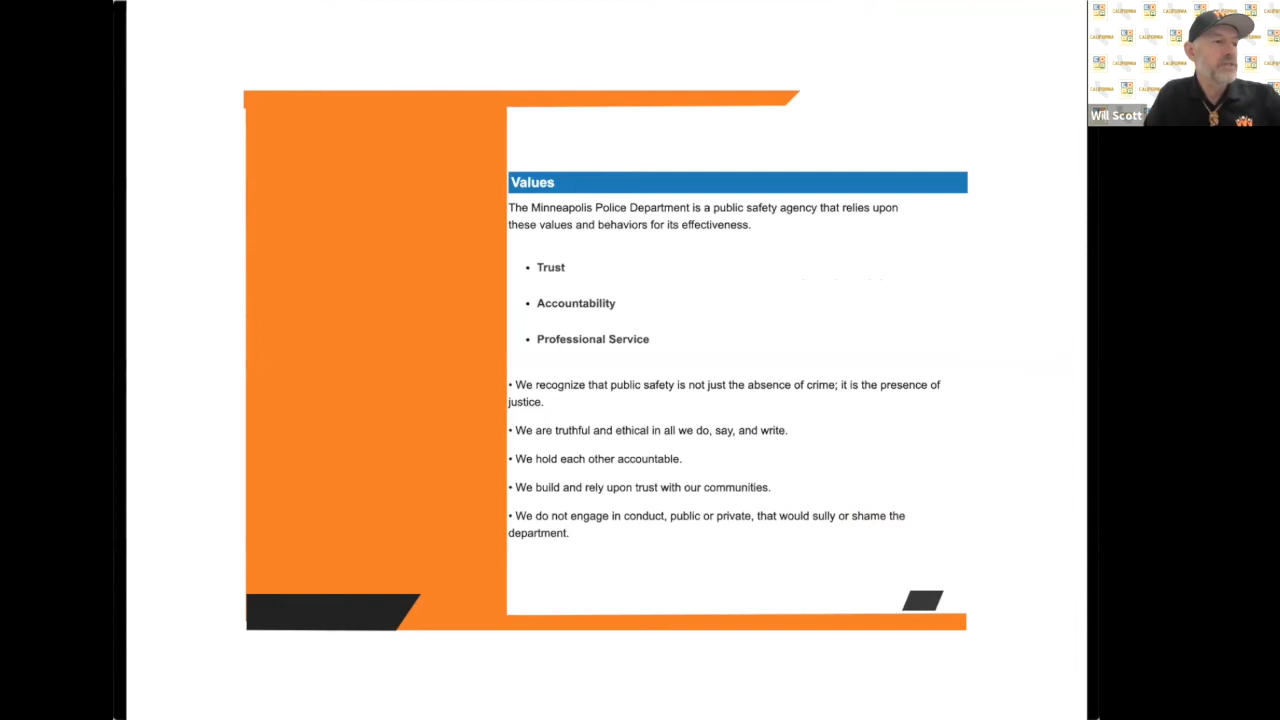 Values
The Minneapolis Police Department is a public safety agency that relies upon
these values and behaviors for its effectiveness.
• Trust
• Accountability
• Professional Service
• We recognize that public safety is not just the absence of crime; it is the presence of
justice.
• We are truthful and ethical in all we do, say, and write.
• We hold each other accountable.
• We build and rely upon trust with our communities.
• We do not engage in conduct, public or private, that would sully or shame the
department.
CALIFORNIA
Will Scott